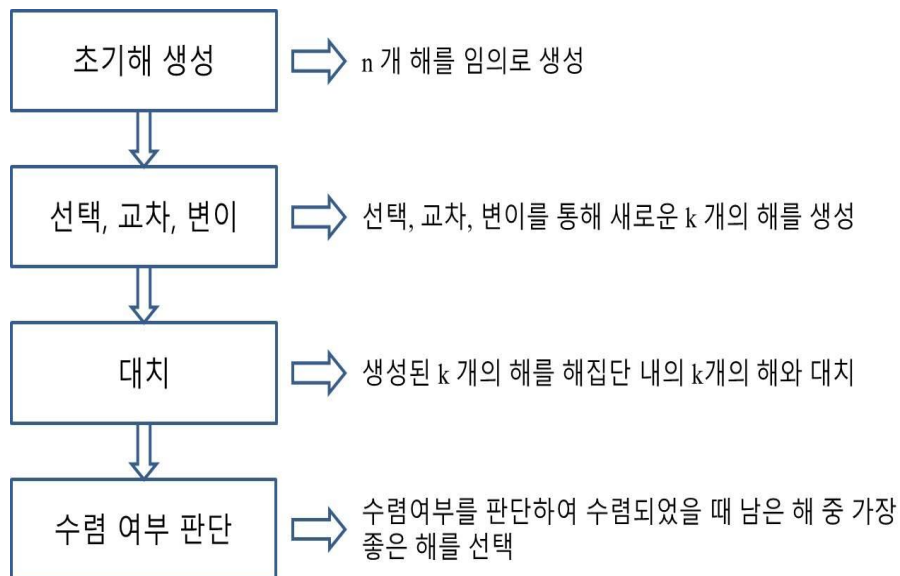 초기해 생성
n 개 해를 임의로 생성
선택, 교차, 변이
선택, 교차, 변이를 통해 새로운 k 개의 해를 생성
대치
생성된 k 개의 해를 해집단 내의 k개의 해와 대치
수렴 여부 판단
수렴여부를 판단하여 수렴되었을 때 남은 해 중 가장
좋은 해를 선택